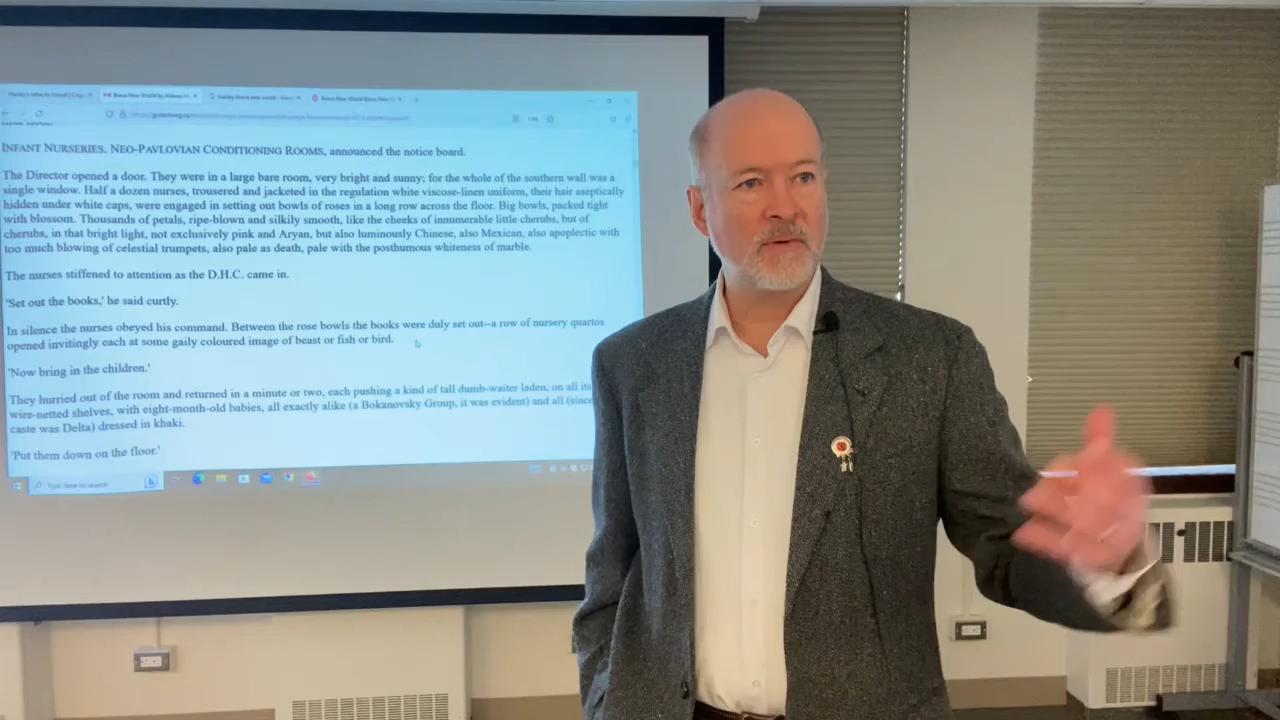 Brave New World by Aldous H
INFANT NURSERIES. NEO-PAVLOVIAN CONDITIONING ROOMS, announced the notice board.
The Director opened a door. They were in a large bare room, very bright and sunny; for the whole of the southern wall was a
single window. Half a dozen nurses, trousered and jacketed in the regulation white viscose-linen uniform, their hair aseptically
hidden under white caps, were engaged in setting out bowls of roses in a long row across the floor. Big bowls, packed tight
with blossom. Thousands of petals, ripe-blown and silkily smooth, like the cheeks of innumerable little cherubs, but of
cherubs, in that bright light, not exclusively pink and Aryan, but also luminously Chinese, also Mexican, also apoplectic with
too much blowing of celestial trumpets, also pale as death, pale with the posthumous whiteness of marble.
The nurses stiffened to attention as the D.H.C. came in.
'Set out the books,' he said curtly.
In silence the nurses obeyed his command. Between the rose bowls the books were duly set out--a row of nursery quartos
opened invitingly each at some gaily coloured image of beast or fish or bird.
'Now bring in the children.'
They hurried out of the room and returned in a minute or two, each pushing a kind of tall dumb-waiter laden, on all its
wire-netted shelves, with eight-month-old babies, all exactly alike (a Bokanovsky Group, it was evident) and all (since
caste was Delta) dressed in khaki.
'Put them down on the floor.'
Type here to search